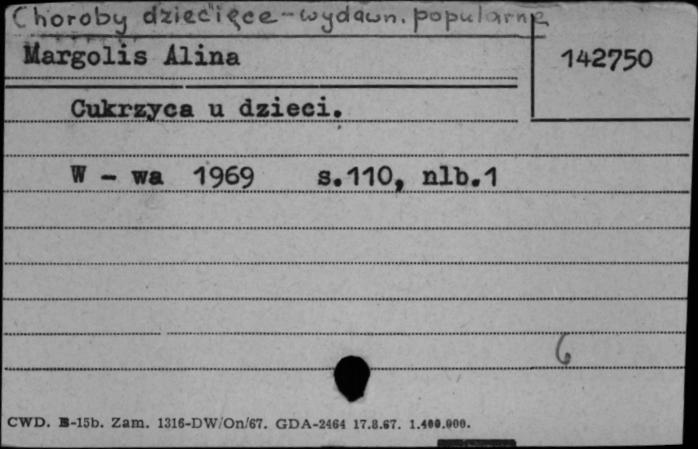 Choroby dziecięce - wydawn. popularne
Margolis Alina
142750
Cukrzyca u dzieci.
W - wa 1969 s.110, nlb.1
6
CWD. B-15b. Zam. 1316-DW/On/67. GDA-2464 17.8.67. 1.400.000.